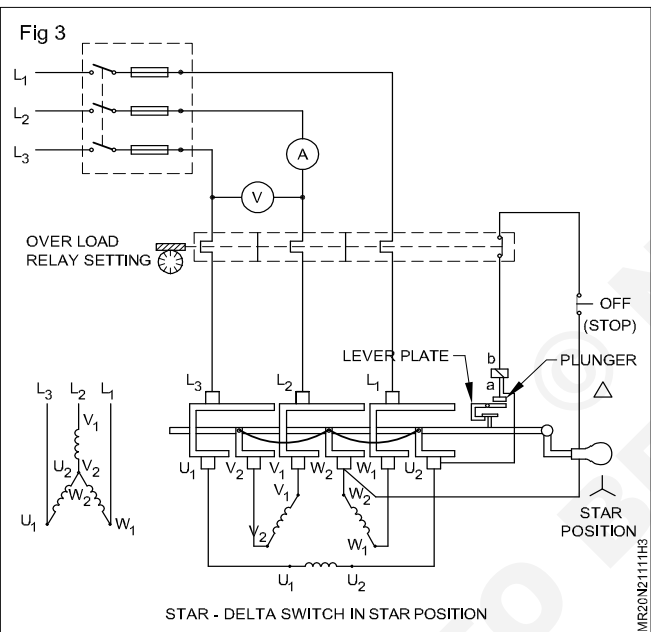 Fig 3
L1
L2
L3
A
V
OVER LOAD
RELAY SETTING
OFF
(STOP)
LEVER PLATE
b
a
PLUNGER
L3 L2 L1
V1
U2 V2
W2
U1
W1
L3
L2
L1
U1 V2 V1 W2 W1 U2
V1
W2
V2
W1
U1
U2
STAR
POSITION
STAR - DELTA SWITCH IN STAR POSITION
MR20N21111H3